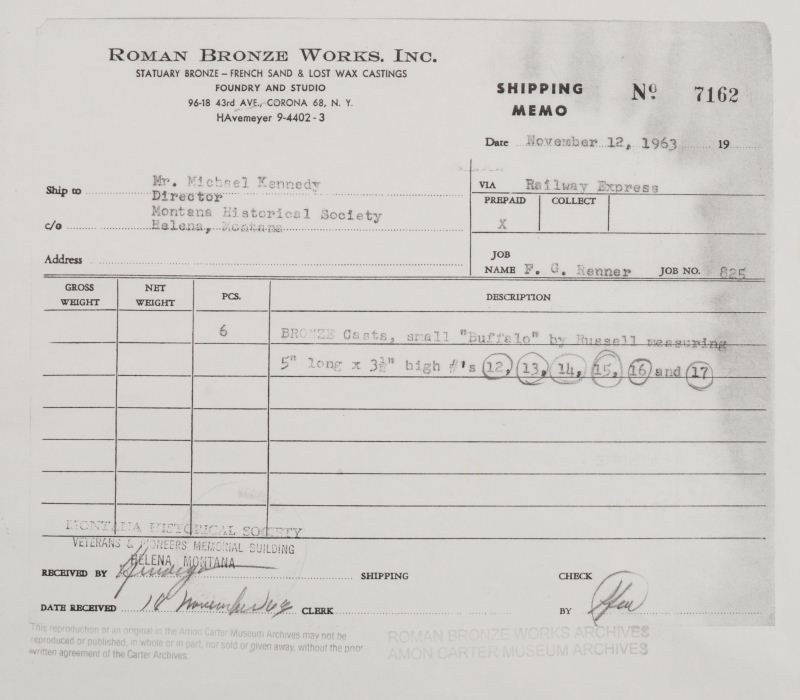 ROMAN BRONZE WORKS, INC.
STATUARY BRONZE – FRENCH SAND & LOST WAX CASTINGS
FOUNDRY AND STUDIO
96-18 43rd AVE., CORONA 68, N. Y.
HAvemeyer 9-4402 - 3
SHIPPING MEMO
Nº 7162
Date November 12, 1963 19
Ship to Mr. Michael Kennedy
Director
Montana Historical Society
c/o Helena, Montana
Address
VIA Railway Express
PREPAID COLLECT
X
JOB NAME F. G. Renner JOB NO. 825
GROSS WEIGHT NET WEIGHT PCS. DESCRIPTION
6 BRONZE Casts, small "Buffalo" by Russell measuring
5" long x 3½" high #'s 12, 13, 14, 15, 16 and 17
MONTANA HISTORICAL SOCIETY
VETERANS & PIONEERS MEMORIAL BUILDING
HELENA, MONTANA
RECEIVED BY SHIPPING CHECK
DATE RECEIVED 18 November 63 CLERK BY
This reproduction of an original in the Amon Carter Museum Archives may not be
reproduced or published, in whole or in part, nor sold or given away, without the prior
written agreement of the Carter Archives.
ROMAN BRONZE WORKS ARCHIVES
AMON CARTER MUSEUM ARCHIVES